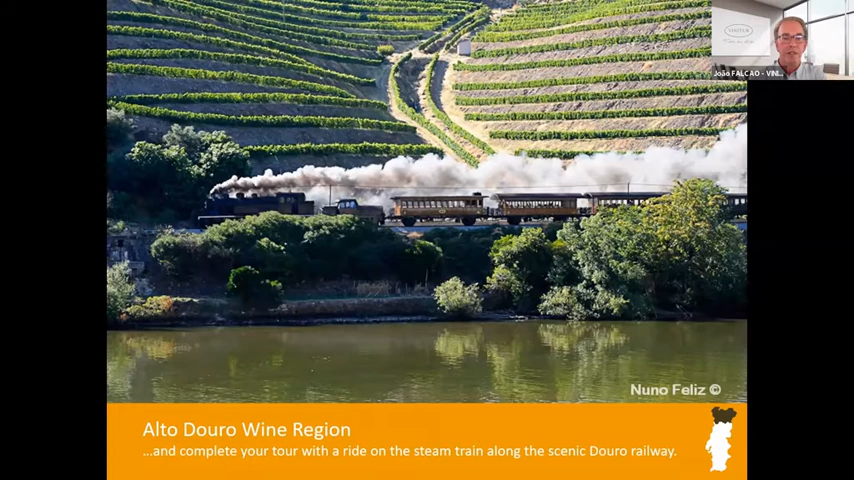 João FALCAO - VINI...
Nuno Feliz ©
Alto Douro Wine Region
...and complete your tour with a ride on the steam train along the scenic Douro railway.